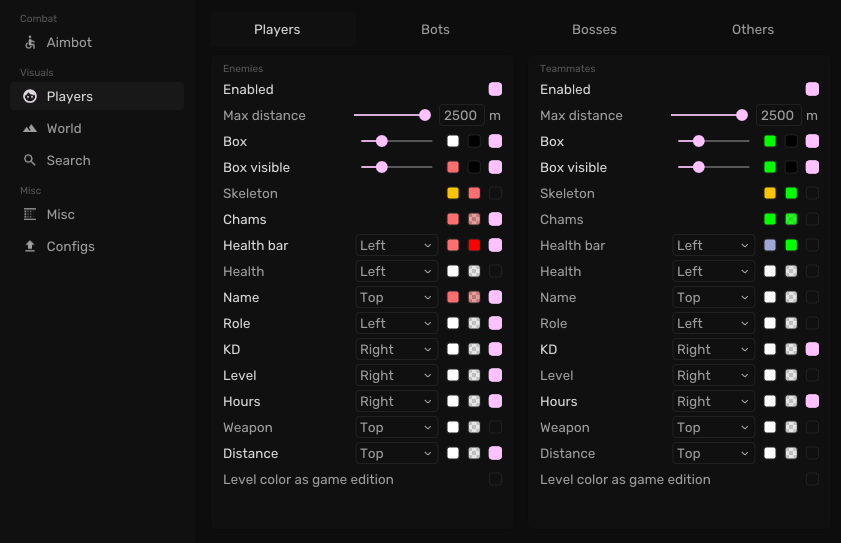 Combat
Aimbot
Visuals
Players
World
Search
Misc
Misc
Configs
Players Bots Bosses Others
Enemies
Enabled
Max distance 2500 m
Box
Box visible
Skeleton
Chams
Health bar Left
Health Left
Name Top
Role Left
KD Right
Level Right
Hours Right
Weapon Top
Distance Top
Level color as game edition
Teammates
Enabled
Max distance 2500 m
Box
Box visible
Skeleton
Chams
Health bar Left
Health Left
Name Top
Role Left
KD Right
Level Right
Hours Right
Weapon Top
Distance Top
Level color as game edition